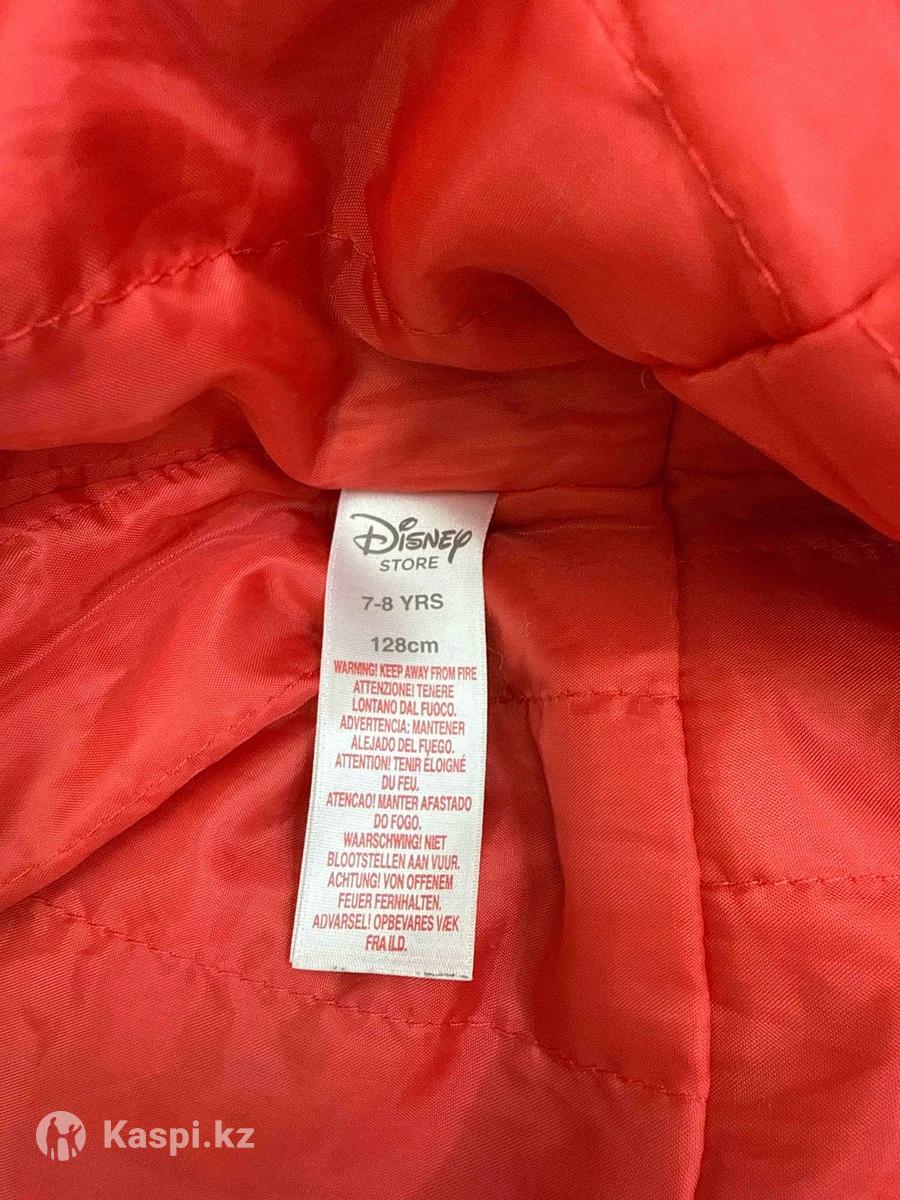 Disney
STORE
7-8 YRS
128cm
WARNING! KEEP AWAY FROM FIRE
ATTENZIONE! TENERE
LONTANO DAL FUOCO.
ADVERTENCIA: MANTENER
ALEJADO DEL FUEGO.
ATTENTION! TENIR ÉLOIGNÉ
DU FEU.
ATENCAO! MANTER AFASTADO
DO FOGO.
WAARSCHWING! NIET
BLOOTSTELLEN AAN VUUR.
ACHTUNG! VON OFFENEM
FEUER FERNHALTEN.
ADVARSEL! OPBEVARES VÆK
FRA ILD.
Kaspi.kz